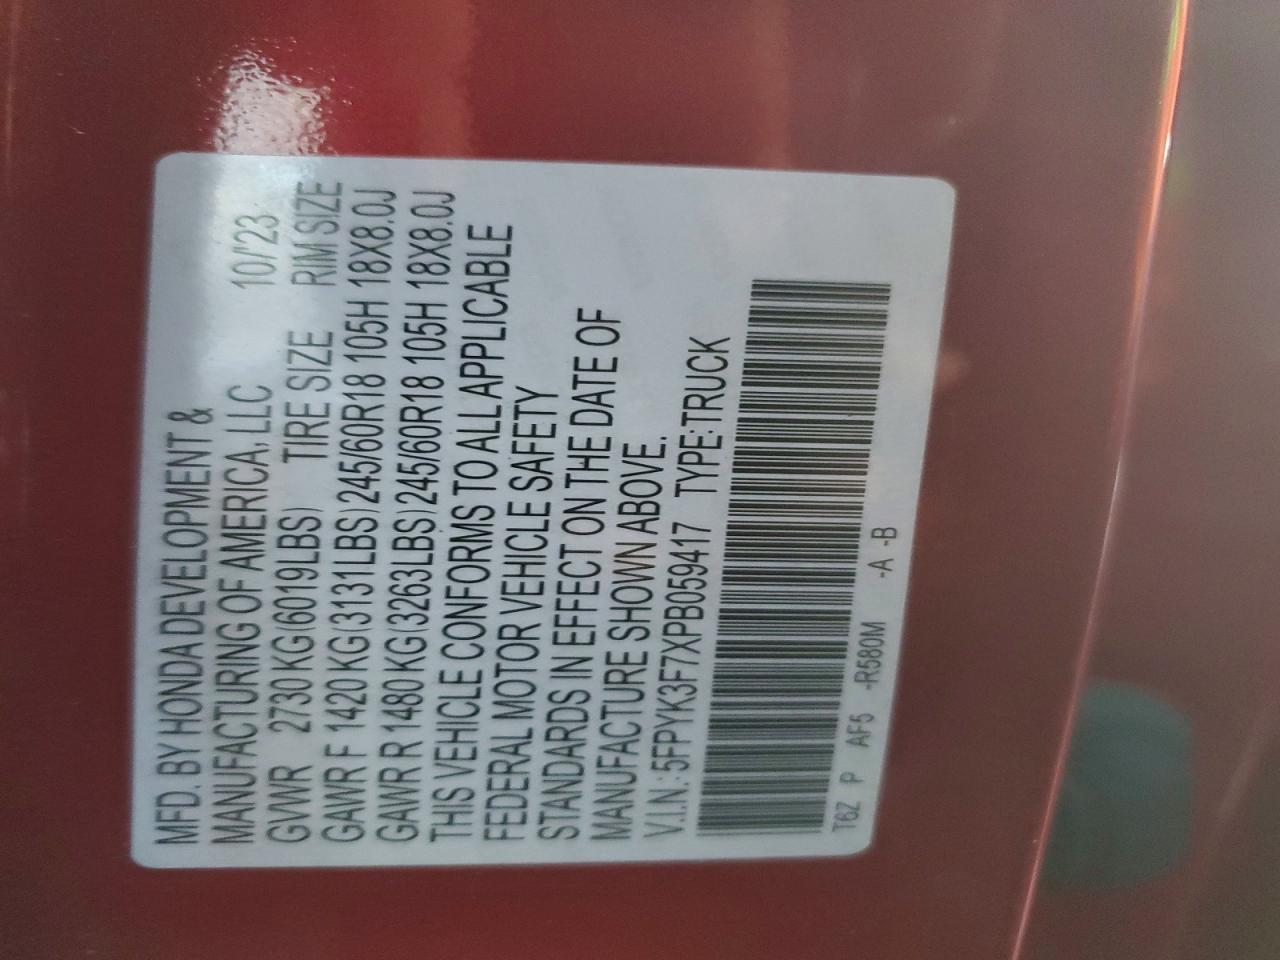 MFD. BY HONDA DEVELOPMENT &
MANUFACTURING OF AMERICA, LLC 10/'23
GVWR 2730 KG(6019LBS) TIRE SIZE RIM SIZE
GAWR F 1420 KG(3131LBS)245/60R18 105H 18X8.0J
GAWR R 1480 KG(3263LBS)245/60R18 105H 18X8.0J
THIS VEHICLE CONFORMS TO ALL APPLICABLE
FEDERAL MOTOR VEHICLE SAFETY
STANDARDS IN EFFECT ON THE DATE OF
MANUFACTURE SHOWN ABOVE.
V.I.N.:5FPYK3F7XPB059417 TYPE:TRUCK
T6Z P AF5 -R580M -A -B